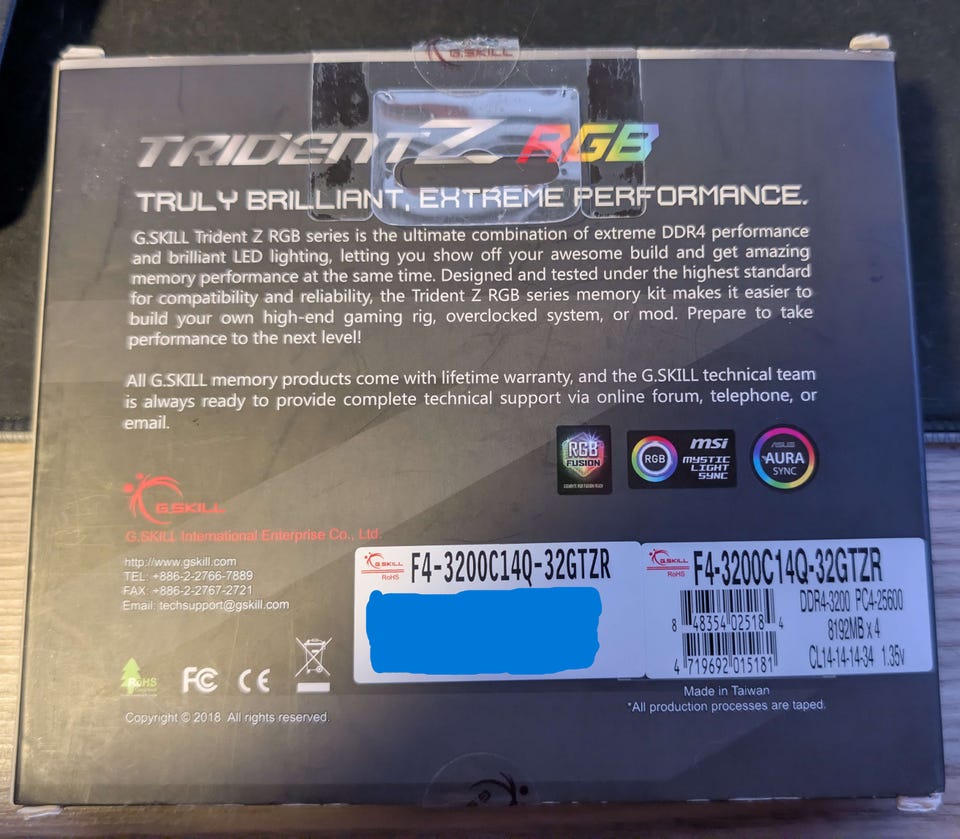 G.SKILL
TRIDENT Z RGB
TRULY BRILLIANT, EXTREME PERFORMANCE.
G.SKILL Trident Z RGB series is the ultimate combination of extreme DDR4 performance
and brilliant LED lighting, letting you show off your awesome build and get amazing
memory performance at the same time. Designed and tested under the highest standard
for compatibility and reliability, the Trident Z RGB series memory kit makes it easier to
build your own high-end gaming rig, overclocked system, or mod. Prepare to take
performance to the next level!
All G.SKILL memory products come with lifetime warranty, and the G.SKILL technical team
is always ready to provide complete technical support via online forum, telephone, or
email.
RGB
FUSION
RGB
msi
MYSTIC
LIGHT
SYNC
ASUS
AURA
SYNC
G.SKILL
G.SKILL International Enterprise Co., Ltd.
http://www.gskill.com
TEL: +886-2-2766-7889
FAX: +886-2-2767-2721
Email: techsupport@gskill.com
RoHS
FC CE
Copyright © 2018 All rights reserved.
G.SKILL
RoHS
F4-3200C14Q-32GTZR
G.SKILL
RoHS
F4-3200C14Q-32GTZR
8 48354 02518 4
4 719692 015181
DDR4-3200 PC4-25600
8192MB x 4
CL14-14-14-34 1.35v
Made in Taiwan
*All production processes are taped.